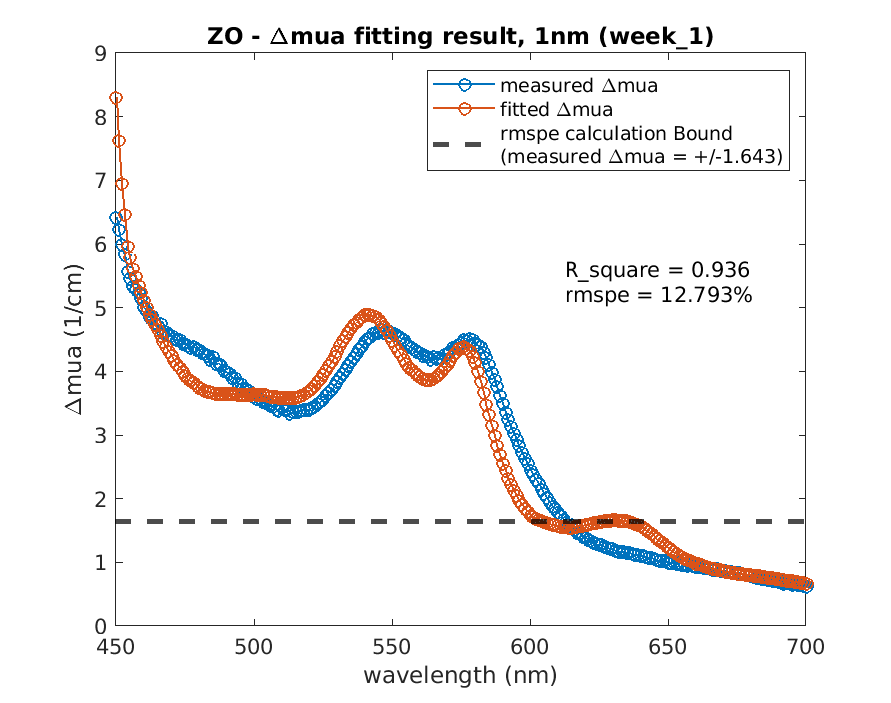 ZO - Δmua fitting result, 1nm (week_1)
measured Δmua
fitted Δmua
rmspe calculation Bound
(measured Δmua = +/-1.643)
R_square = 0.936
rmspe = 12.793%
Δmua (1/cm)
9
8
7
6
5
4
3
2
1
0
450
500
550
600
650
700
wavelength (nm)